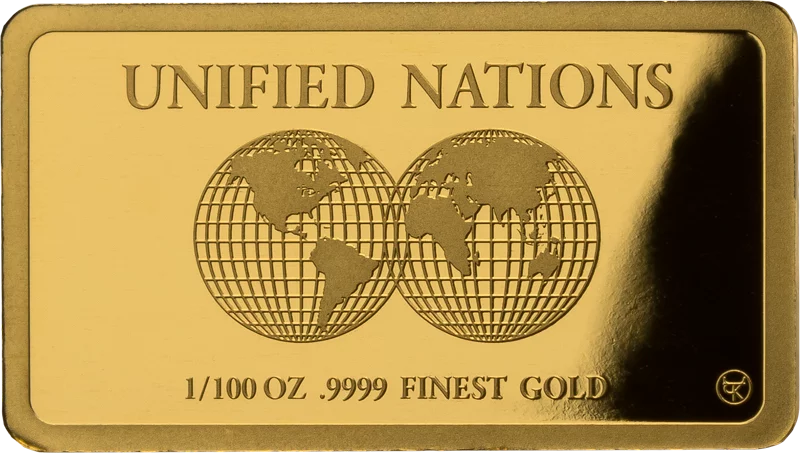 UNIFIED NATIONS
1/100 OZ .9999 FINEST GOLD